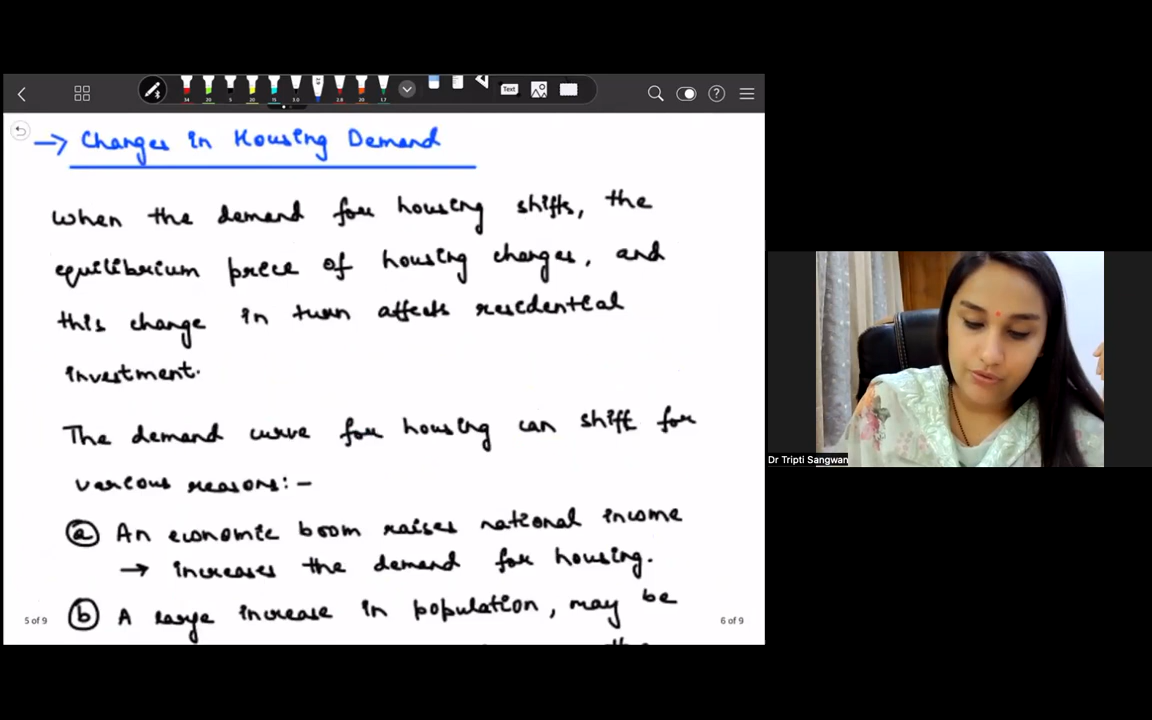 Text
→ Changes in Housing Demand
When the demand for housing shifts, the
equilibrium price of housing changes, and
this change in turn affects residential
investment.
The demand curve for housing can shift for
various reasons:-
(a) An economic boom raises national income
→ increases the demand for housing.
(b) A large increase in population, may be
the
5 of 9
6 of 9
Dr Tripti Sangwan